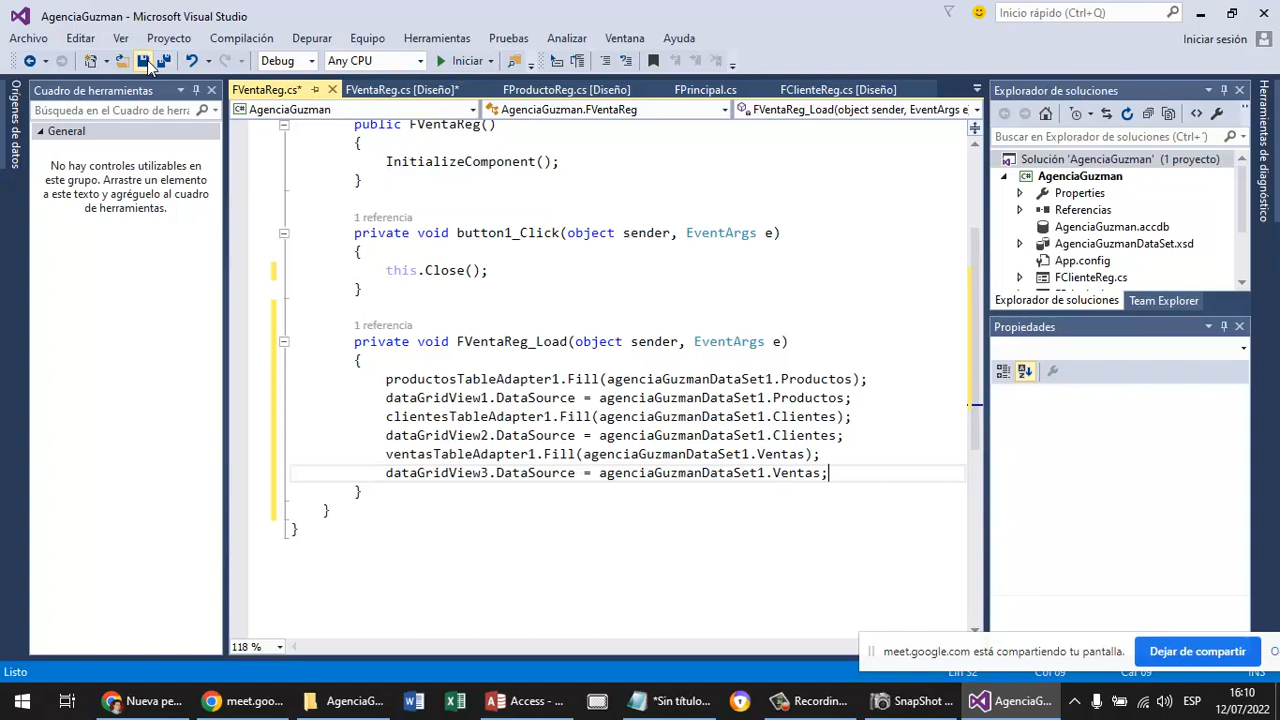 AgenciaGuzman - Microsoft Visual Studio
Inicio rápido (Ctrl+Q)
Archivo Editar Ver Proyecto Compilación Depurar Equipo Herramientas Pruebas Analizar Ventana Ayuda
Iniciar sesión
Debug Any CPU Iniciar
Orígenes de datos
Cuadro de herramientas
Búsqueda en el Cuadro de herra
General
No hay controles utilizables en
este grupo. Arrastre un elemento
a este texto y agréguelo al cuadro
de herramientas.
FVentaReg.cs* FVentaReg.cs [Diseño]* FProductoReg.cs [Diseño] FPrincipal.cs FClienteReg.cs [Diseño]
AgenciaGuzman AgenciaGuzman.FVentaReg FVentaReg_Load(object sender, EventArgs e
public FVentaReg()
{
InitializeComponent();
}
1 referencia
private void button1_Click(object sender, EventArgs e)
{
this.Close();
}
1 referencia
private void FVentaReg_Load(object sender, EventArgs e)
{
productosTableAdapter1.Fill(agenciaGuzmanDataSet1.Productos);
dataGridView1.DataSource = agenciaGuzmanDataSet1.Productos;
clientesTableAdapter1.Fill(agenciaGuzmanDataSet1.Clientes);
dataGridView2.DataSource = agenciaGuzmanDataSet1.Clientes;
ventasTableAdapter1.Fill(agenciaGuzmanDataSet1.Ventas);
dataGridView3.DataSource = agenciaGuzmanDataSet1.Ventas;
}
}
}
118 %
Explorador de soluciones
Buscar en Explorador de soluciones (Ctrl+')
Solución 'AgenciaGuzman' (1 proyecto)
AgenciaGuzman
Properties
Referencias
AgenciaGuzman.accdb
AgenciaGuzmanDataSet.xsd
App.config
FClienteReg.cs
Explorador de soluciones Team Explorer
Propiedades
Herramientas de diagnóstico
meet.google.com está compartiendo tu pantalla. Dejar de compartir
Listo
INS
Nueva pe... meet.goo... AgenciaG... Access - ... *Sin título... Recording... SnapShot ... AgenciaG... ESP
16:10
12/07/2022